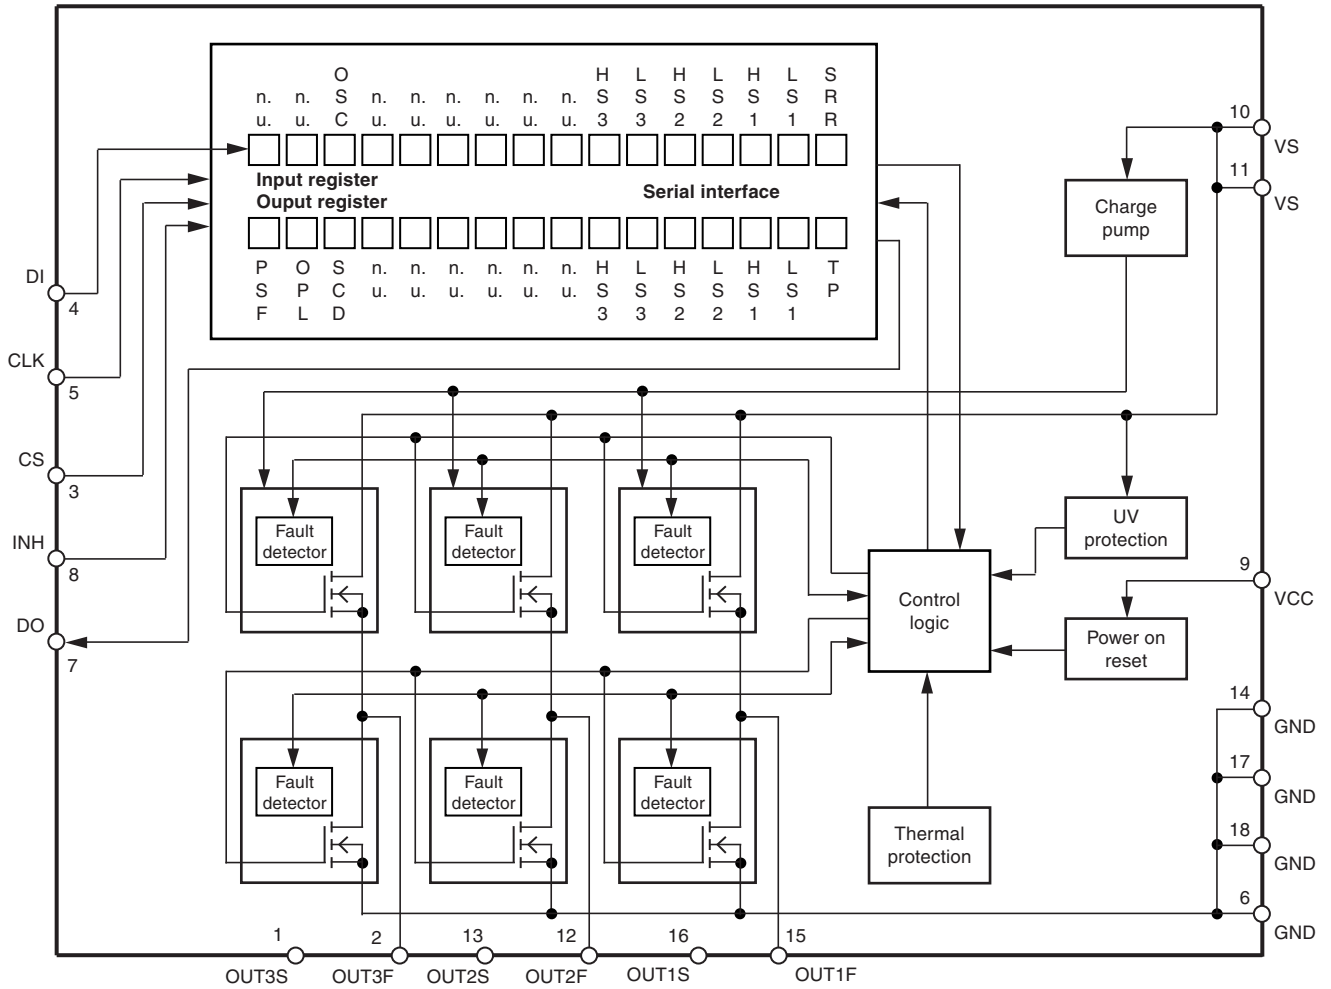 n. u.
n. u.
O S C
n. u.
n. u.
n. u.
n. u.
n. u.
n. u.
H S 3
L S 3
H S 2
L S 2
H S 1
L S 1
S R R
Input register
Ouput register
Serial interface
P S F
O P L
S C D
n. u.
n. u.
n. u.
n. u.
n. u.
n. u.
H S 3
L S 3
H S 2
L S 2
H S 1
L S 1
T P
DI
4
CLK
5
CS
3
INH
8
DO
7
10
VS
11
VS
Charge
pump
Fault
detector
Fault
detector
Fault
detector
UV
protection
Control
logic
9
VCC
Power on
reset
Fault
detector
Fault
detector
Fault
detector
Thermal
protection
14
GND
17
GND
18
GND
6
GND
1
OUT3S
2
OUT3F
13
OUT2S
12
OUT2F
16
OUT1S
15
OUT1F